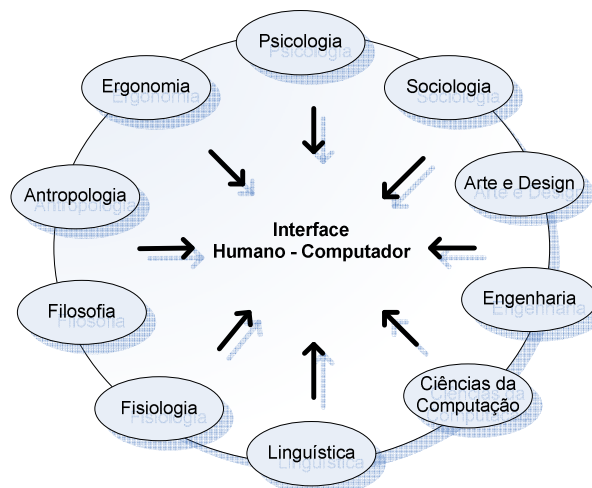 Psicologia
Ergonomia
Sociologia
Antropologia
Arte e Design
Interface
Humano - Computador
Filosofia
Engenharia
Fisiologia
Ciências da
Computação
Linguística